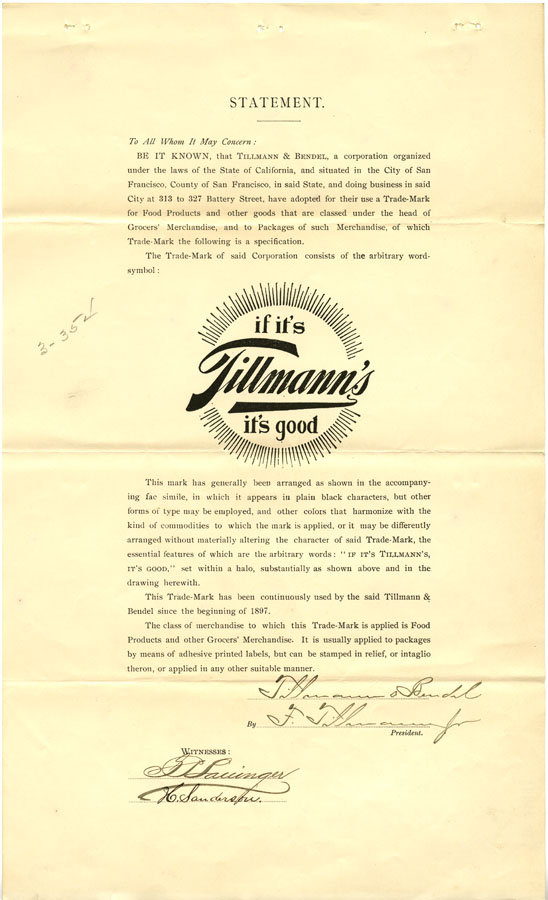 STATEMENT.
To All Whom It May Concern:
BE IT KNOWN, that TILLMANN & BENDEL, a corporation organized
under the laws of the State of California, and situated in the City of San
Francisco, County of San Francisco, in said State, and doing business in said
City at 313 to 327 Battery Street, have adopted for their use a Trade-Mark
for Food Products and other goods that are classed under the head of
Grocers' Merchandise, and to Packages of such Merchandise, of which
Trade-Mark the following is a specification.
The Trade-Mark of said Corporation consists of the arbitrary word-
symbol:
3-352
if it's
Tillmann's
it's good
This mark has generally been arranged as shown in the accompany-
ing fac simile, in which it appears in plain black characters, but other
forms of type may be employed, and other colors that harmonize with the
kind of commodities to which the mark is applied, or it may be differently
arranged without materially altering the character of said Trade-Mark, the
essential features of which are the arbitrary words: "IF IT'S TILLMANN'S,
IT'S GOOD," set within a halo, substantially as shown above and in the
drawing herewith.
This Trade-Mark has been continuously used by the said Tillmann &
Bendel since the beginning of 1897.
The class of merchandise to which this Trade-Mark is applied is Food
Products and other Grocers' Merchandise. It is usually applied to packages
by means of adhesive printed labels, but can be stamped in relief, or intaglio
theron, or applied in any other suitable manner.
Tillmann & Bendel
By F. Tillmann Jr
President.
WITNESSES:
H. Sanderson.